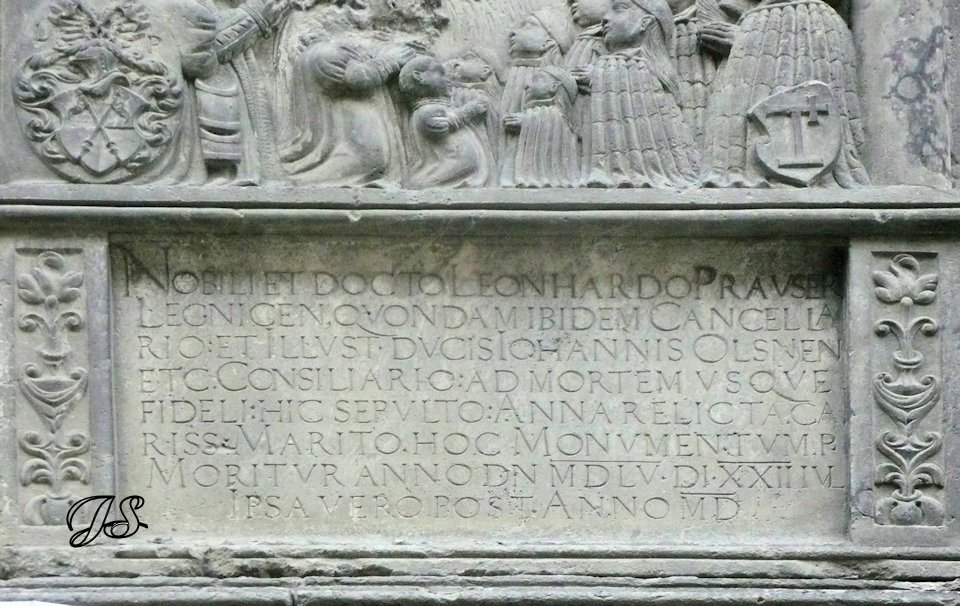 NOBILI ET DOCTO LEONHARDO PRAVSER
LEGNICEN. QVONDAM IBIDEM CANCELLA
RIO: ET ILLVST. DVCIS IOHANNIS OLSNEN
ETC. CONSILIARIO. AD MORTEM VSQVE
FIDELI: HIC SEPVLTO: ANNA RELICTA. CA
RISS: MARITO. HOC MONVMENTVM. P.
MORITVR ANNO DNI MDLV. DI. XXIII IVL
IPSA VERO POST. ANNO MD
JS